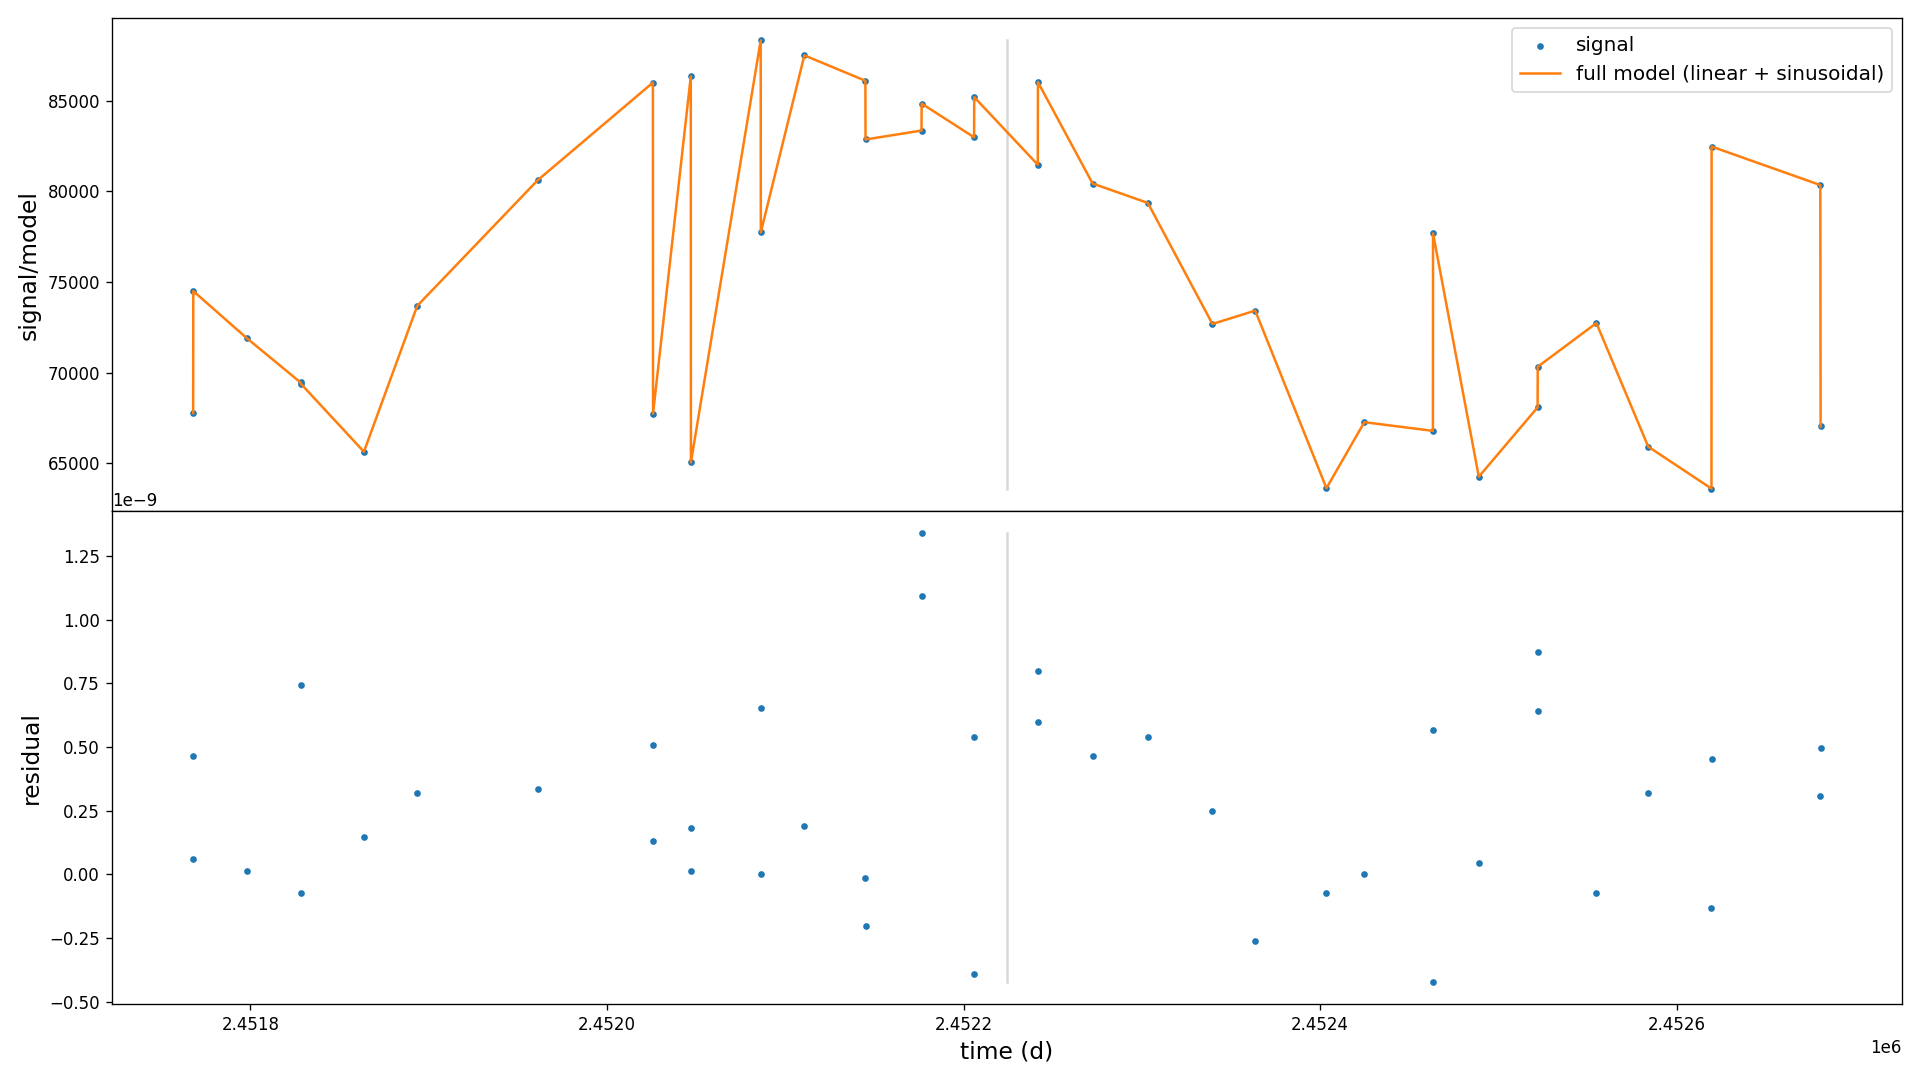 signal
full model (linear + sinusoidal)
85000
80000
75000
70000
65000
signal/model
1e−9
1.25
1.00
0.75
0.50
0.25
0.00
−0.25
−0.50
residual
2.4518
2.4520
2.4522
2.4524
2.4526
time (d)
1e6